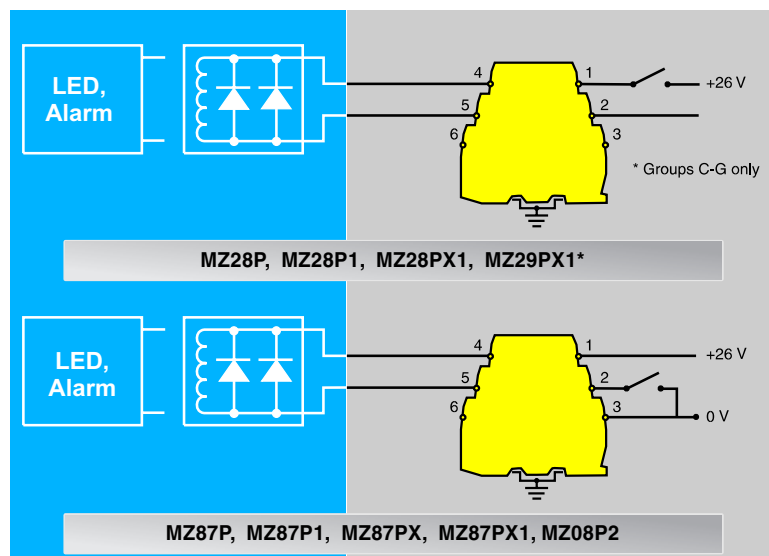 LED,
Alarm
4
1
+26 V
5
2
6
3
* Groups C-G only
MZ28P, MZ28P1, MZ28PX1, MZ29PX1*
LED,
Alarm
4
1
+26 V
5
2
6
3
0 V
MZ87P, MZ87P1, MZ87PX, MZ87PX1, MZ08P2